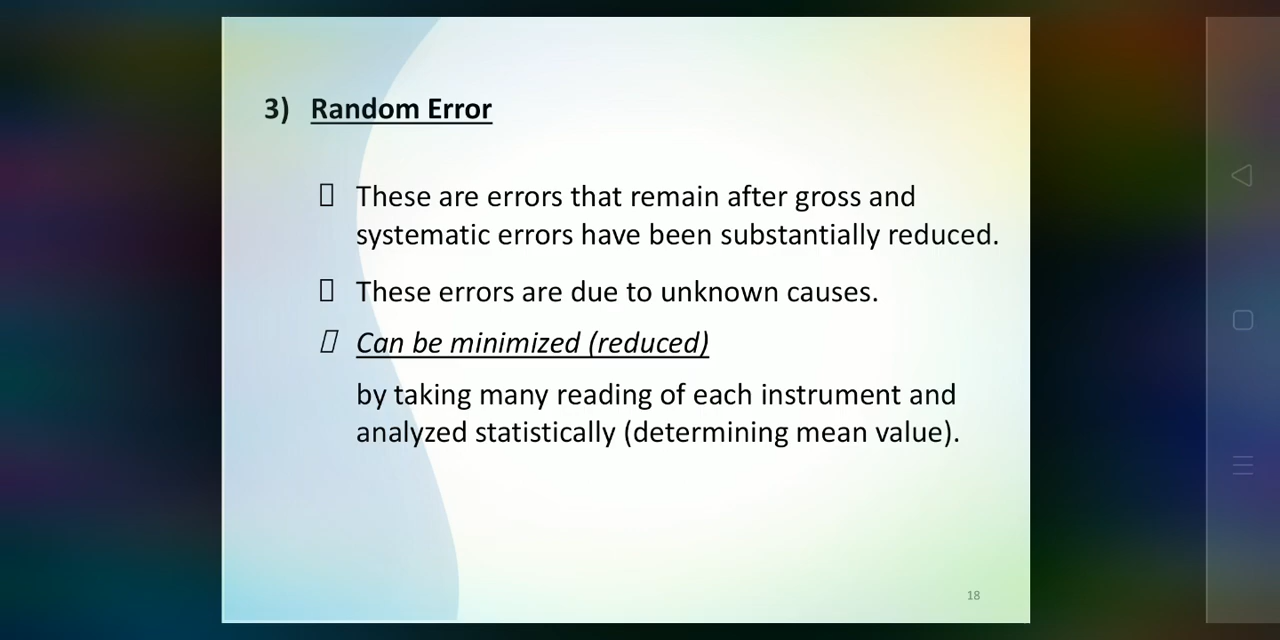 3) Random Error
These are errors that remain after gross and
systematic errors have been substantially reduced.
These errors are due to unknown causes.
Can be minimized (reduced)
by taking many reading of each instrument and
analyzed statistically (determining mean value).
18